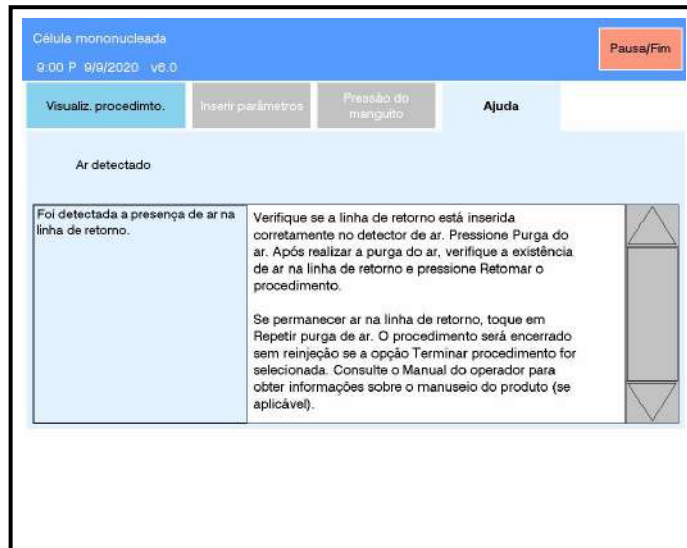 Célula mononucleada
Pausa/Fim
9:00 P 9/9/2020 v6.0
Visualiz. procedimto.
Inserir parâmetros
Pressão do
manguito
Ajuda
Ar detectado
Foi detectada a presença de ar na
linha de retorno.
Verifique se a linha de retorno está inserida
corretamente no detector de ar. Pressione Purga do
ar. Após realizar a purga do ar, verifique a existência
de ar na linha de retorno e pressione Retomar o
procedimento.
Se permanecer ar na linha de retorno, toque em
Repetir purga de ar. O procedimento será encerrado
sem reinjeção se a opção Terminar procedimento for
selecionada. Consulte o Manual do operador para
obter informações sobre o manuseio do produto (se
aplicável).